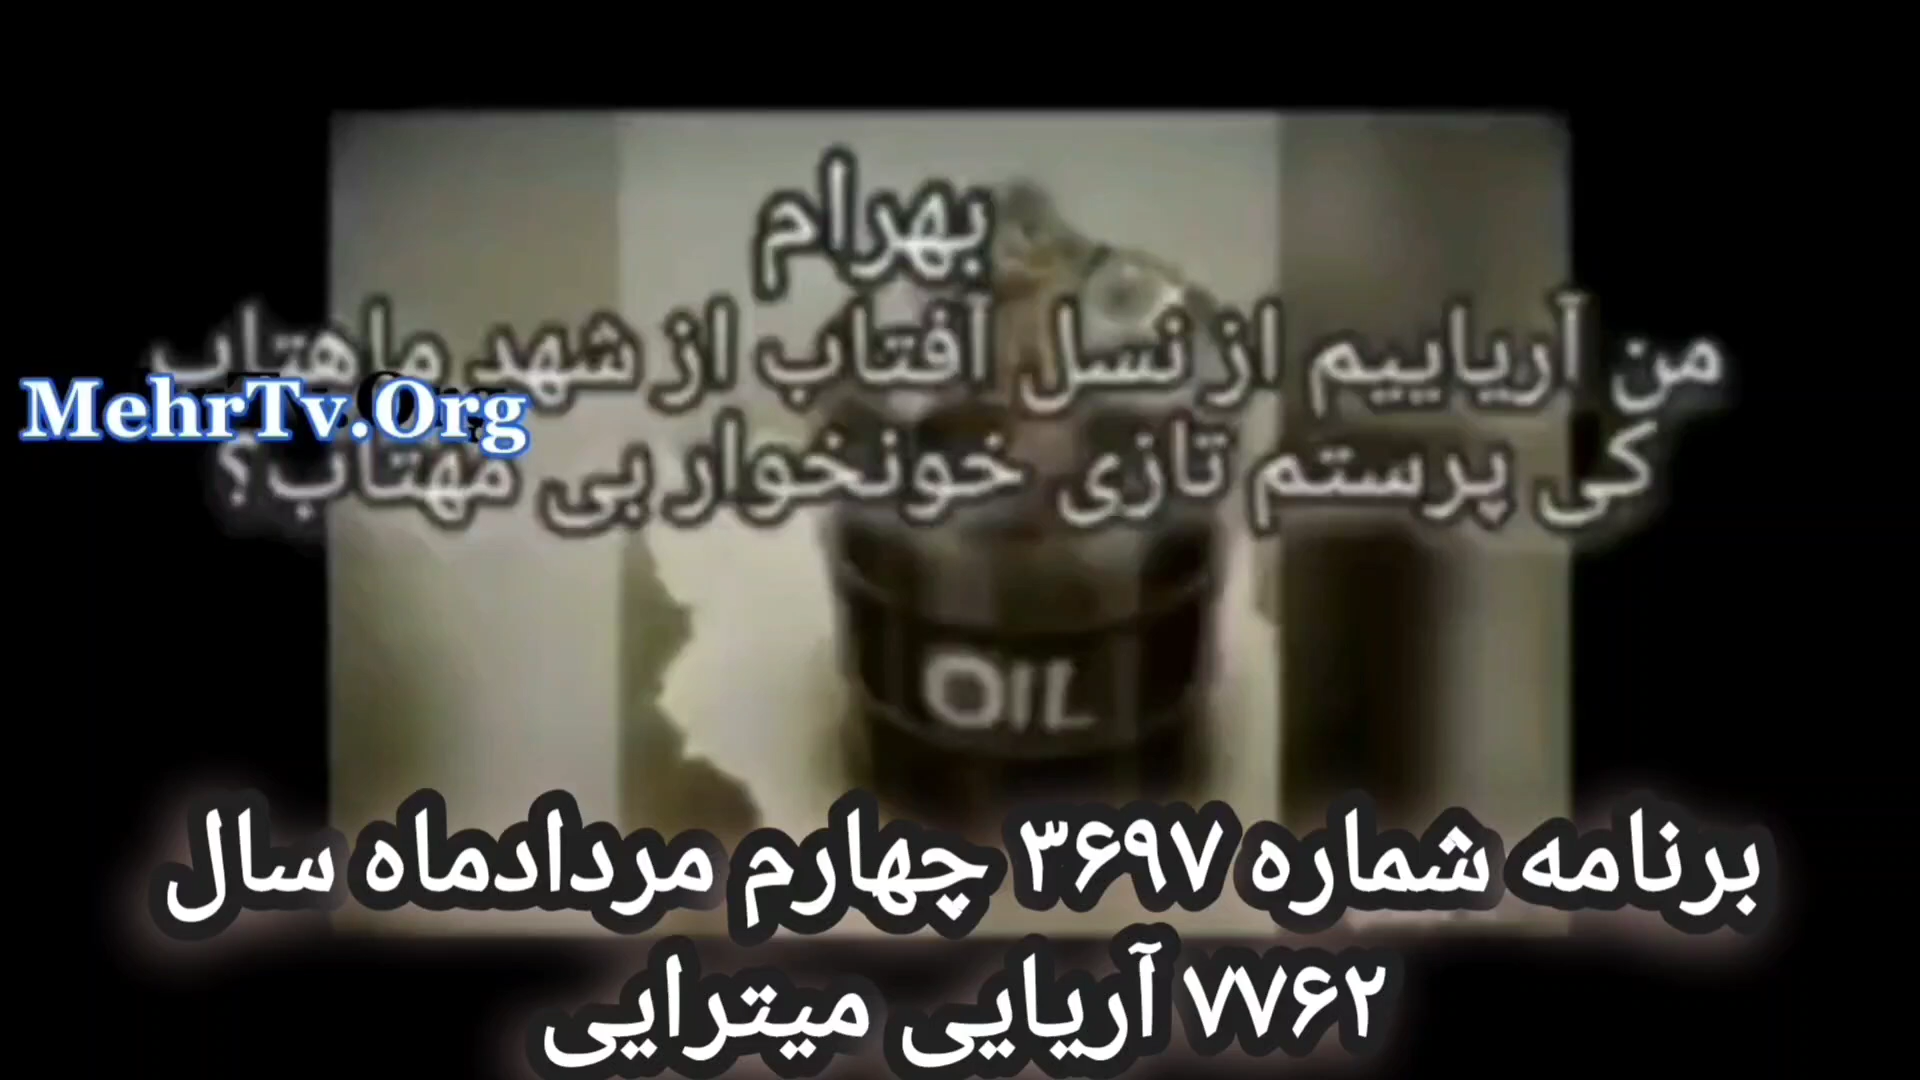 بهرام
من آریاییم از نسل آفتاب از شهد ماهتاب
MehrTv.Org
کی پرستم تازی خونخوار بی مهتاب؟
OIL
برنامه شماره ۳۶۹۷ چهارم مردادماه سال
۷۷۶۲ آریایی میترایی